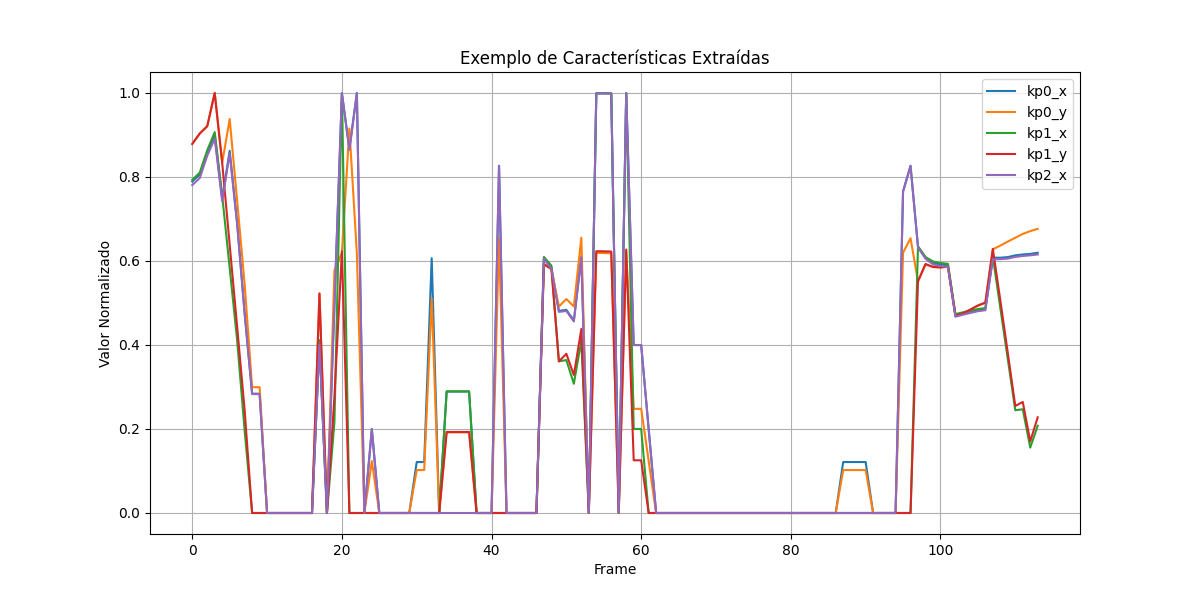 Exemplo de Características Extraídas
Valor Normalizado
1.0
0.8
0.6
0.4
0.2
0.0
0
20
40
60
80
100
Frame
kp0_x
kp0_y
kp1_x
kp1_y
kp2_x